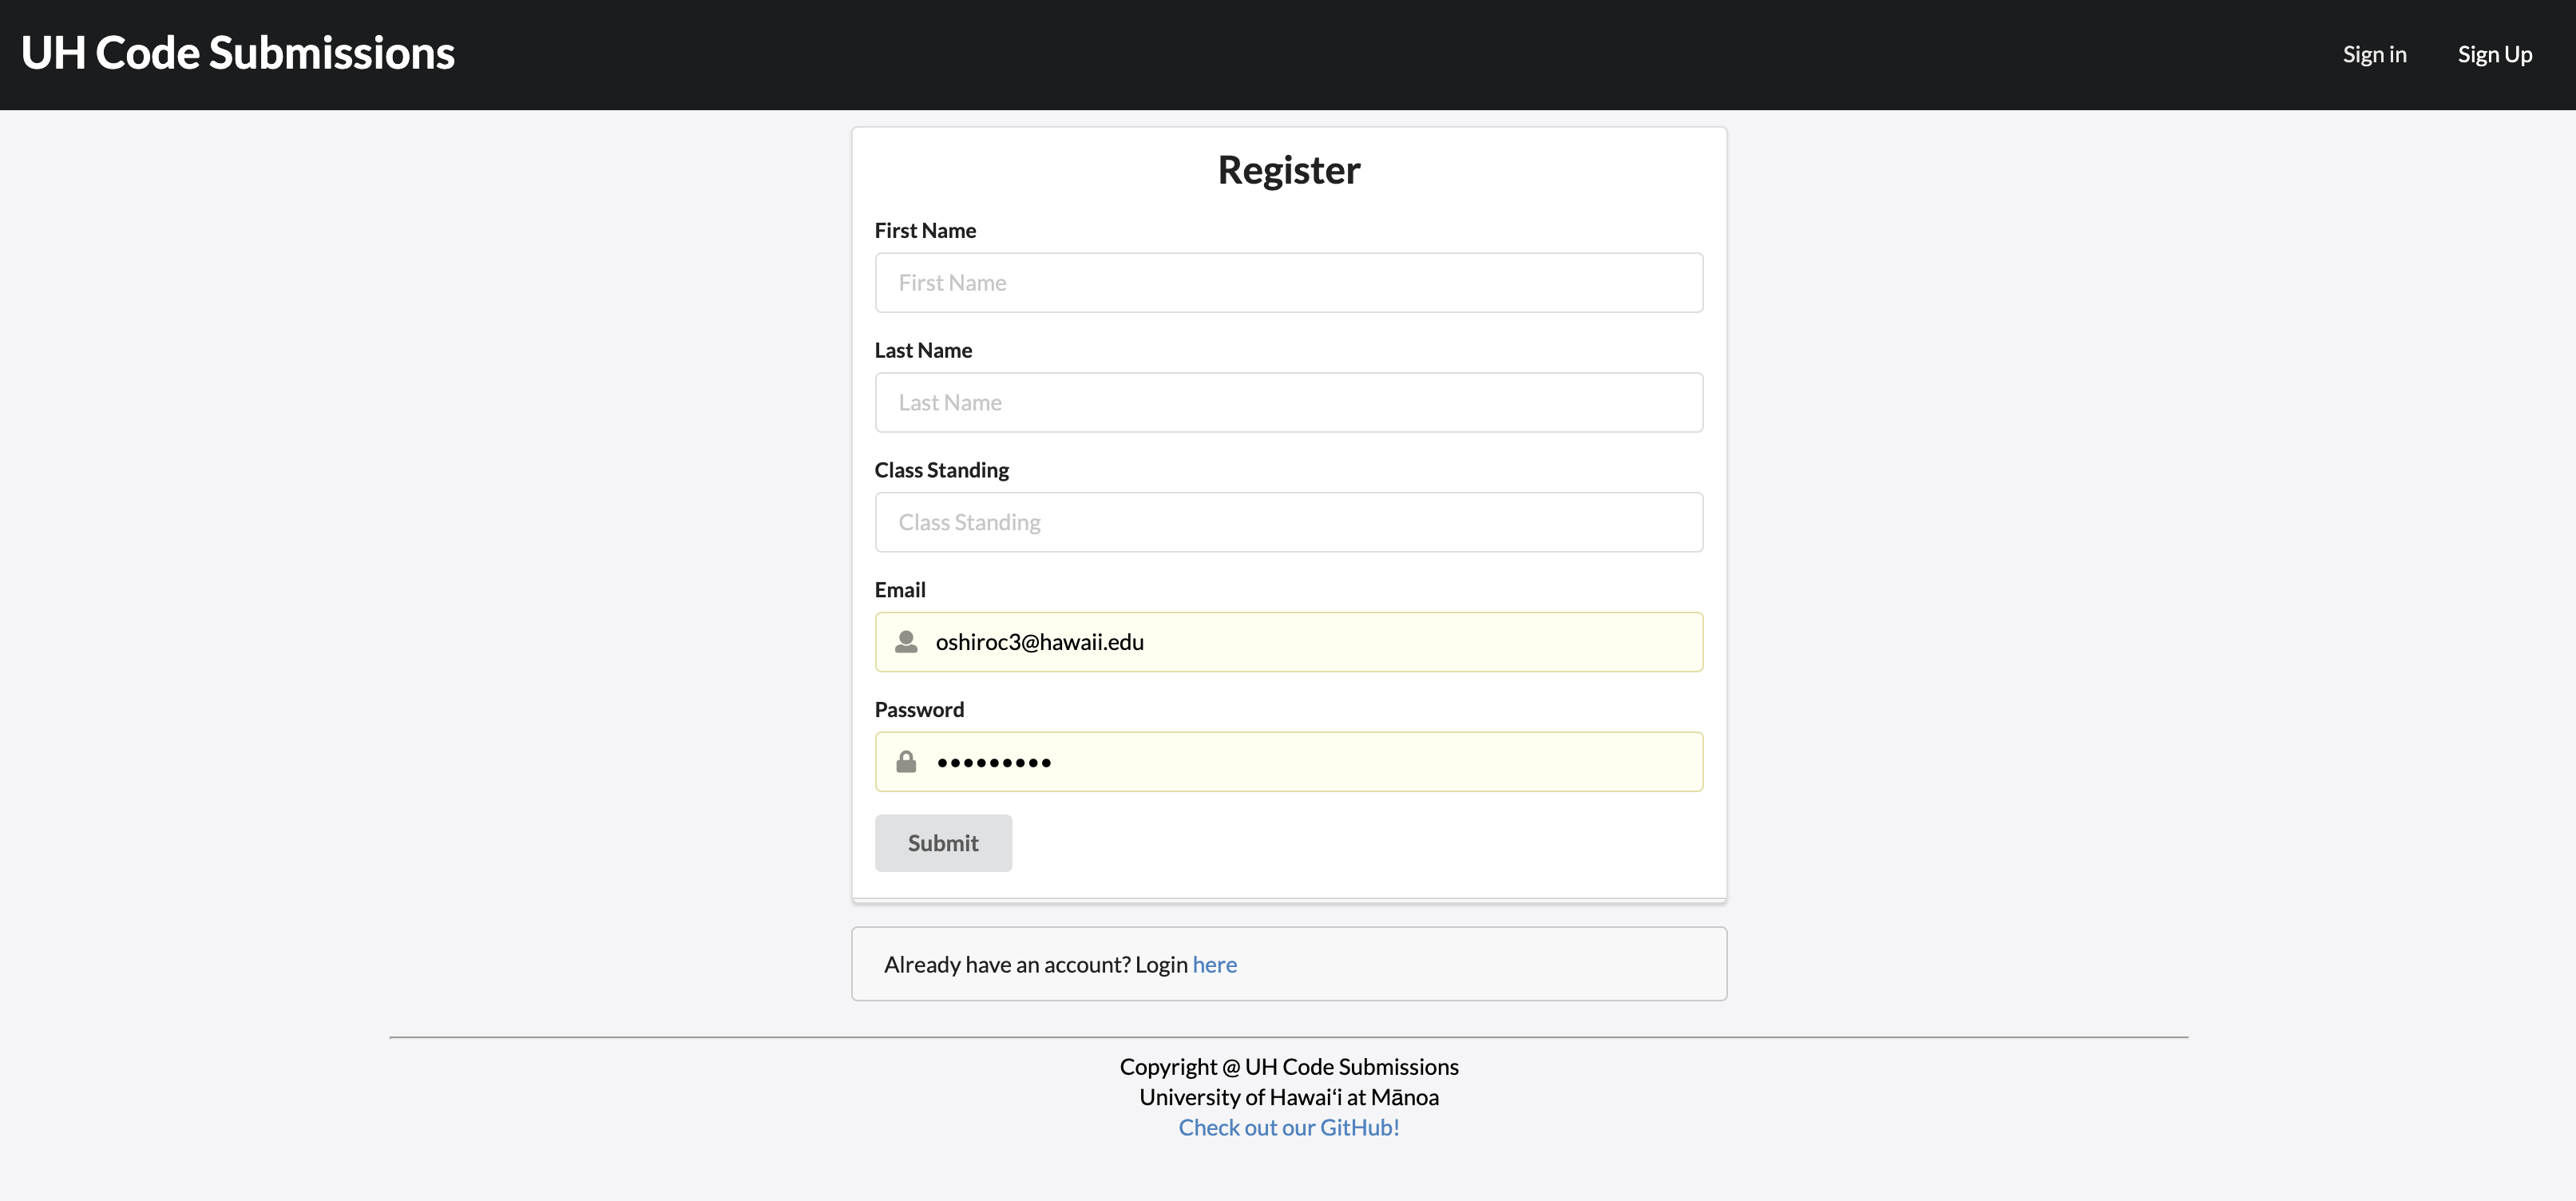 UH Code Submissions
Sign in
Sign Up
Register
First Name
First Name
Last Name
Last Name
Class Standing
Class Standing
Email
oshiroc3@hawaii.edu
Password
•••••••••
Submit
Already have an account? Login here
Copyright @ UH Code Submissions
University of Hawaiʻi at Mānoa
Check out our GitHub!